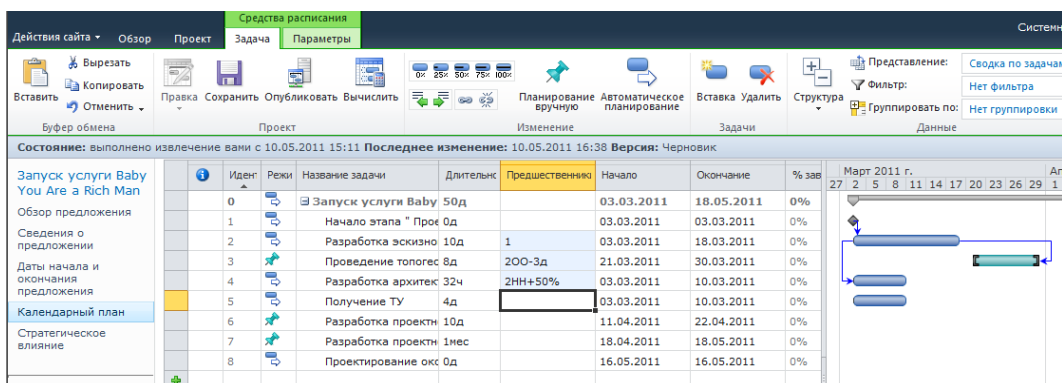 Средства расписания
Действия сайта Обзор Проект Задача Параметры Системн
Вырезать
Копировать
Вставить
Отменить
Правка Сохранить Опубликовать Вычислить
0% 25% 50% 75% 100%
Планирование вручную Автоматическое планирование
Вставка Удалить
Структура
Представление: Сводка по задачам
Фильтр: Нет фильтра
Группировать по: Нет группировки
Буфер обмена Проект Изменение Задачи Данные
Состояние: выполнено извлечение вами с 10.05.2011 15:11 Последнее изменение: 10.05.2011 16:38 Версия: Черновик
Запуск услуги Baby
You Are a Rich Man
Обзор предложения
Сведения о
предложении
Даты начала и
окончания
предложения
Календарный план
Стратегическое
влияние
Идент Режи Название задачи Длительнс Предшественникı Начало Окончание % зав
0 Запуск услуги Baby 50д 03.03.2011 18.05.2011 0%
1 Начало этапа " Прое 0д 03.03.2011 03.03.2011 0%
2 Разработка эскизно 10д 1 03.03.2011 18.03.2011 0%
3 Проведение топогес 8д 2ОО-3д 21.03.2011 30.03.2011 0%
4 Разработка архитек 32ч 2НН+50% 03.03.2011 10.03.2011 0%
5 Получение ТУ 4д 03.03.2011 10.03.2011 0%
6 Разработка проектн 10д 11.04.2011 22.04.2011 0%
7 Разработка проектн 1мес 18.04.2011 18.05.2011 0%
8 Проектирование окс 0д 16.05.2011 16.05.2011 0%
Март 2011 г. Ап
27 2 5 8 11 14 17 20 23 26 29 1